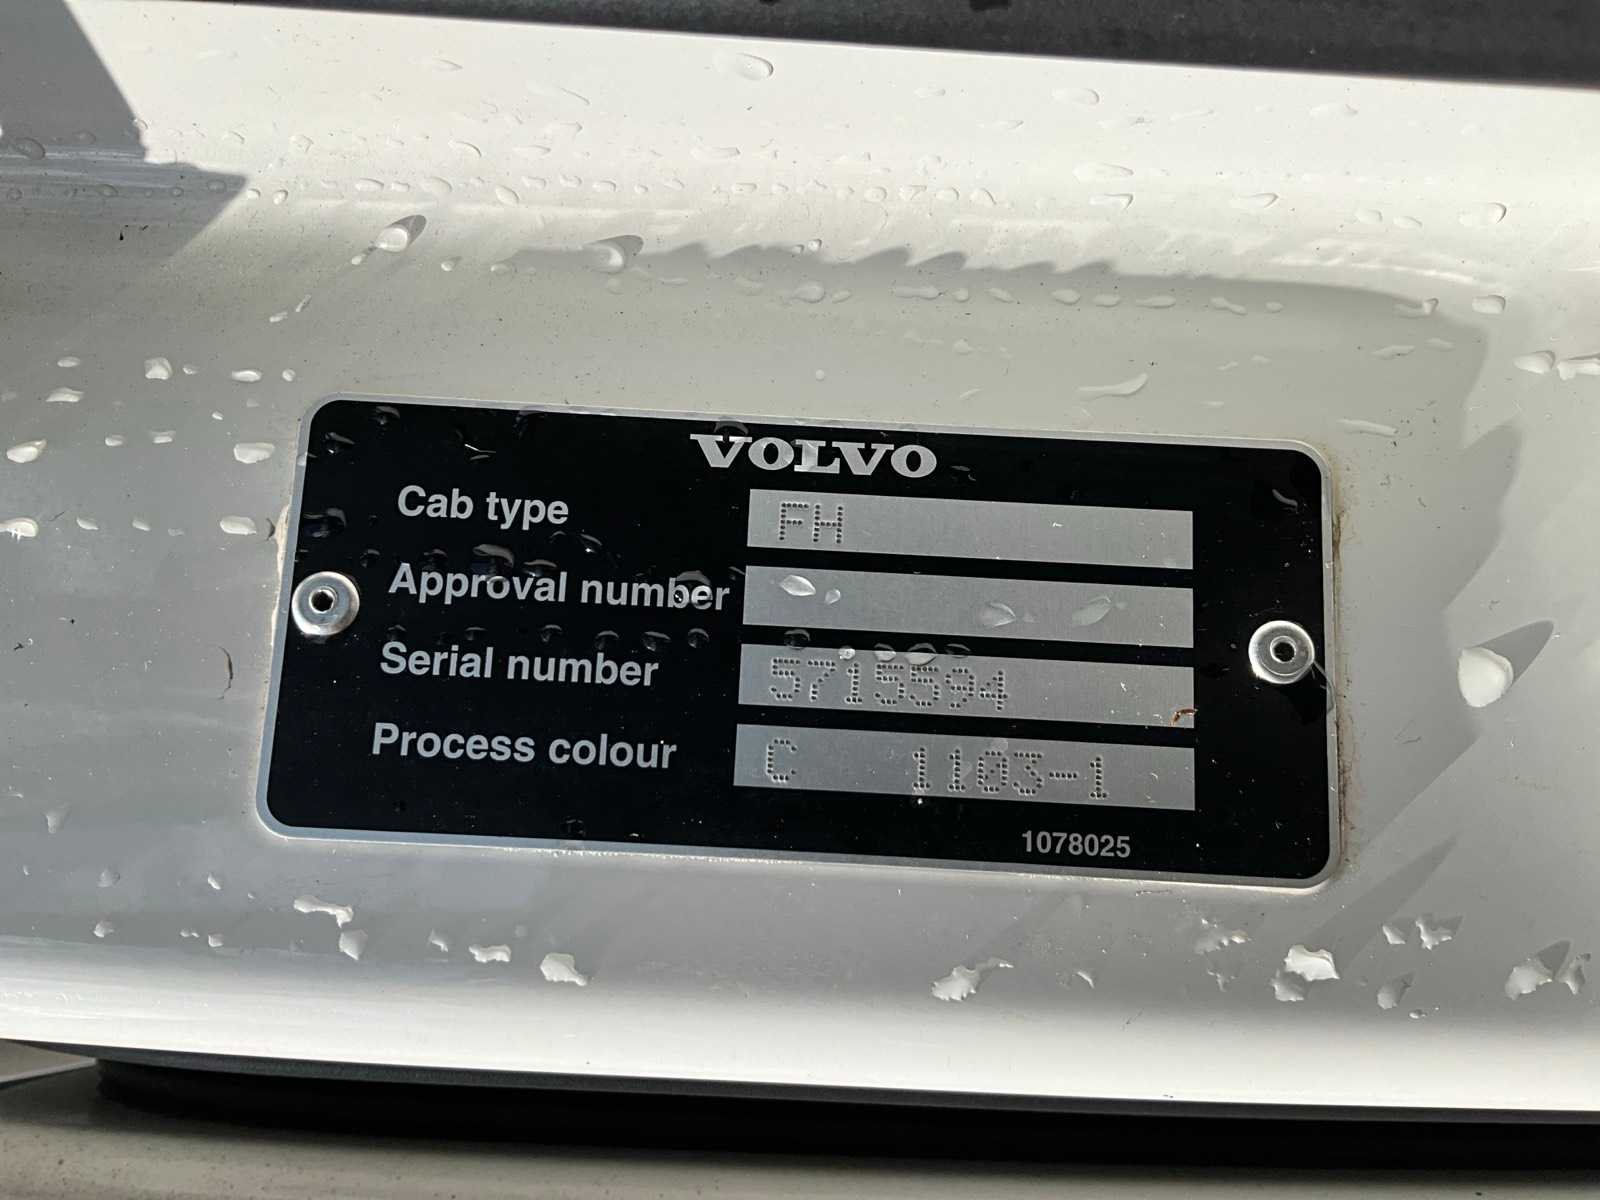 VOLVO
Cab type FH
Approval number
Serial number 5715594
Process colour C 1103-1
1078025